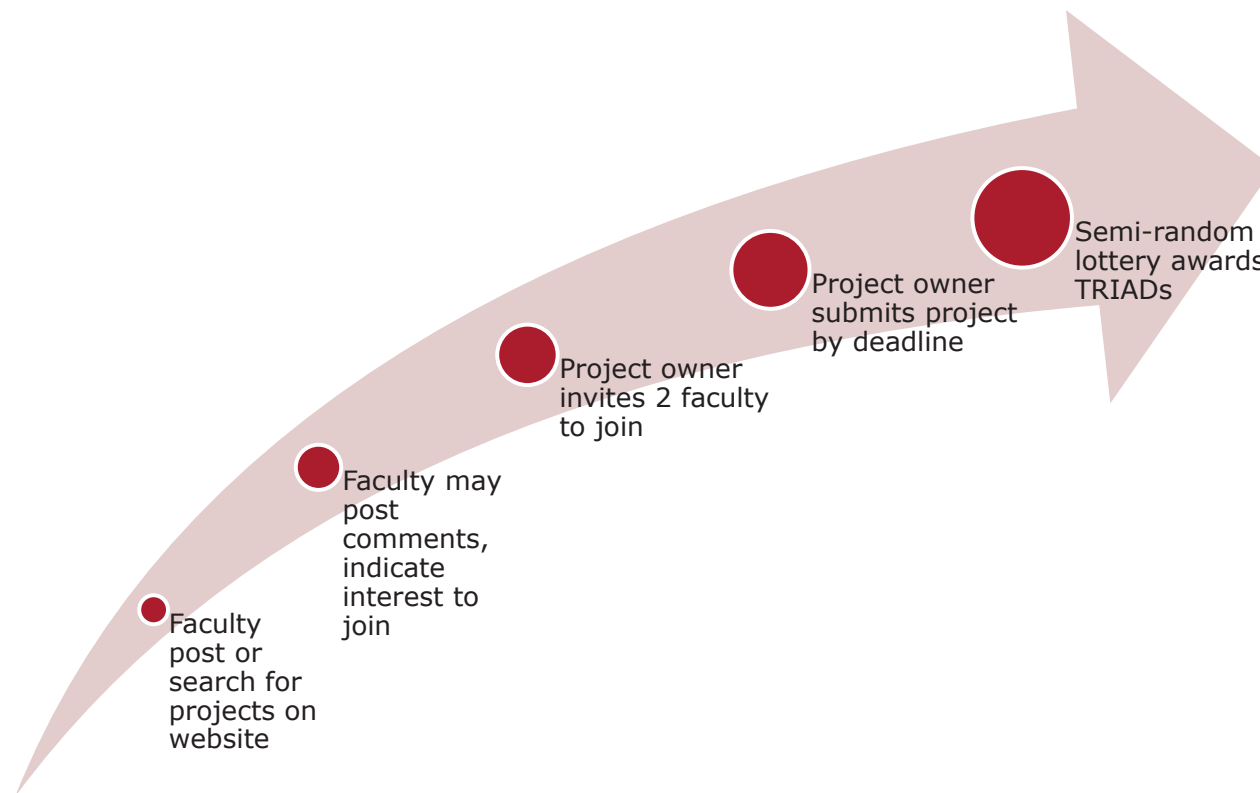 Faculty
post or
search for
projects on
website
Faculty may
post
comments,
indicate
interest to
join
Project owner
invites 2 faculty
to join
Project owner
submits project
by deadline
Semi-random
lottery awards
TRIADs